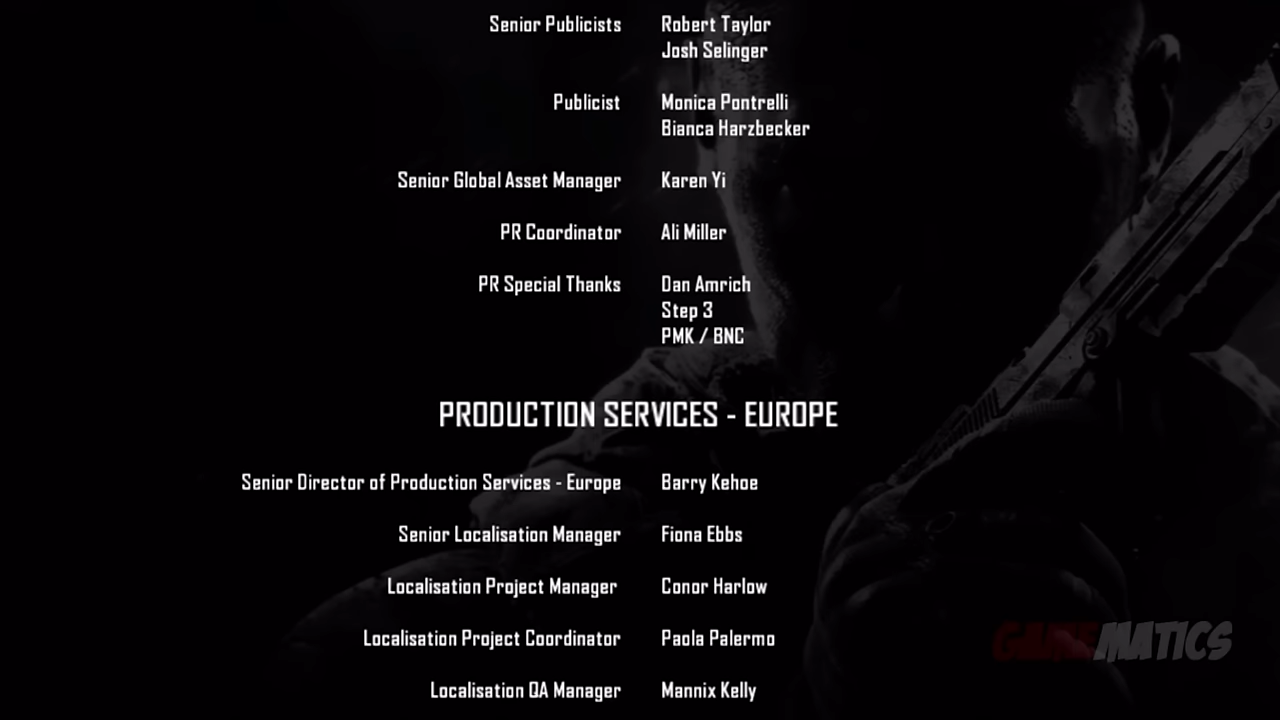 Senior Publicists Robert Taylor
Josh Selinger
Publicist Monica Pontrelli
Bianca Harzbecker
Senior Global Asset Manager Karen Yi
PR Coordinator Ali Miller
PR Special Thanks Dan Amrich
Step 3
PMK / BNC
PRODUCTION SERVICES - EUROPE
Senior Director of Production Services - Europe Barry Kehoe
Senior Localisation Manager Fiona Ebbs
Localisation Project Manager Conor Harlow
Localisation Project Coordinator Paola Palermo
GAMEMATICS
Localisation QA Manager Mannix Kelly